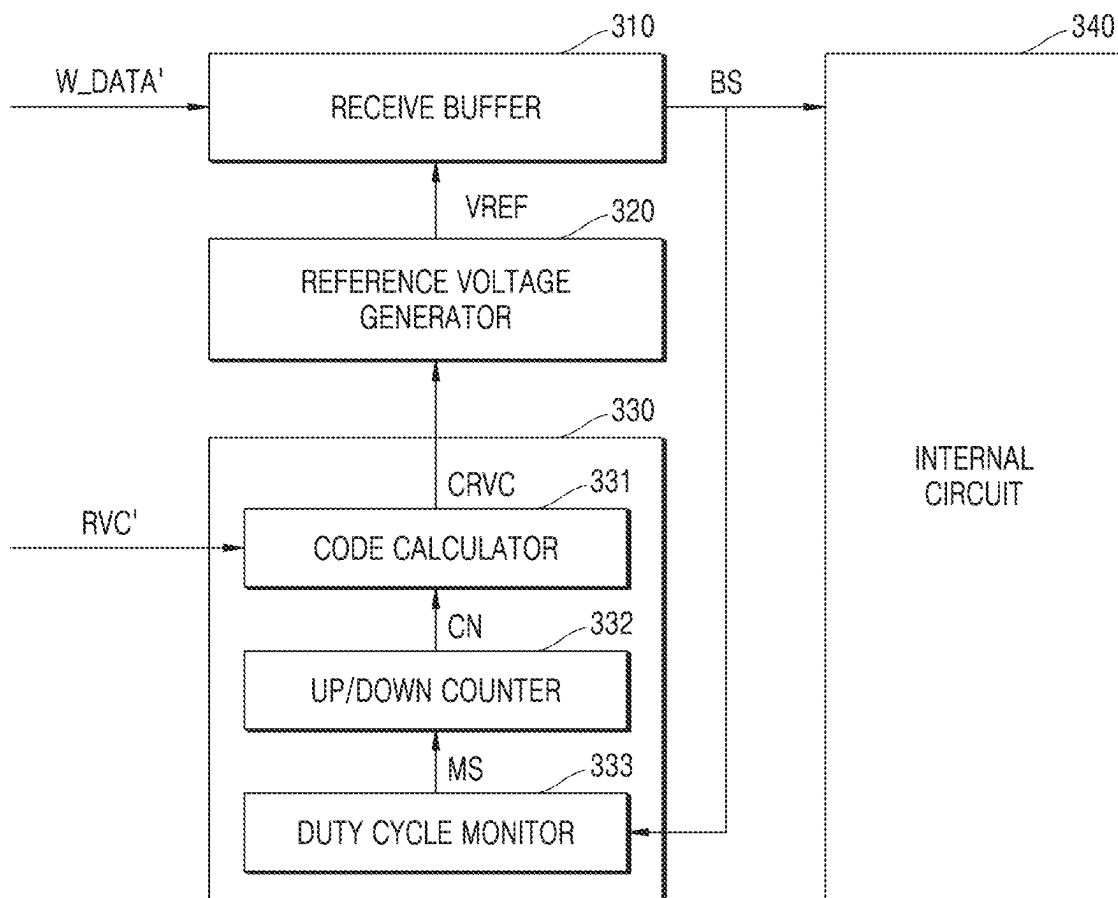 310
340
W_DATA'
RECEIVE BUFFER
BS
VREF
320
REFERENCE VOLTAGE
GENERATOR
330
CRVC
331
RVC'
CODE CALCULATOR
INTERNAL
CIRCUIT
CN
332
UP/DOWN COUNTER
MS
333
DUTY CYCLE MONITOR